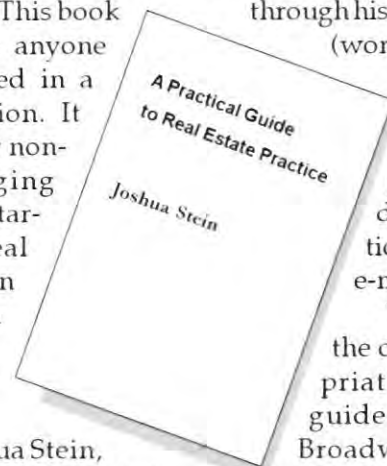 This book
anyone
ed in a
ion. It
non-
ging
tar-
eal
n
ua Stein,
A Practical Guide
to Real Estate Practice
Joshua Stein
through his
(wor
d
tic
e-n
the c
priat
guide
Broadw